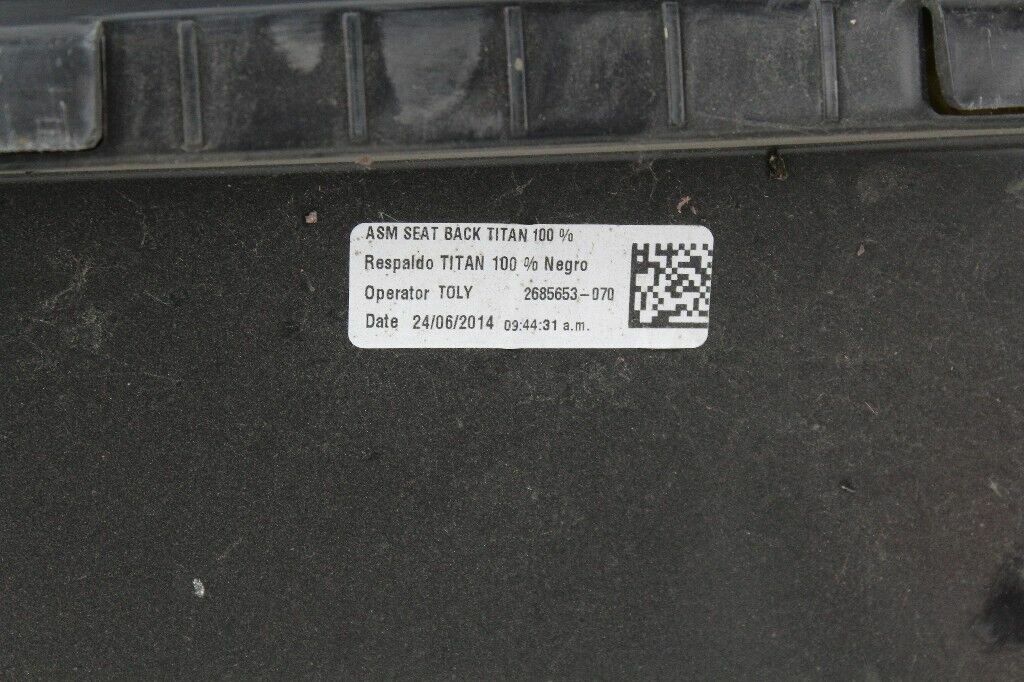 ASM SEAT BACK TITAN 100 %
Respaldo TITAN 100 % Negro
Operator TOLY 2685653-070
Date 24/06/2014 09:44:31 a.m.